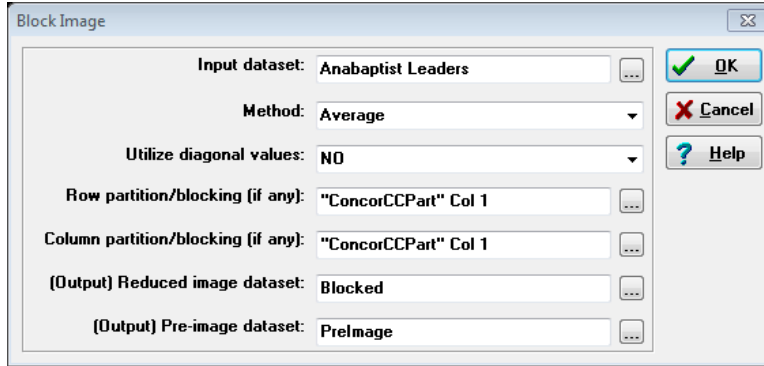 Block Image
Input dataset: Anabaptist Leaders ...
OK
Method: Average
Cancel
Utilize diagonal values: NO
Help
Row partition/blocking (if any): "ConcorCCPart" Col 1 ...
Column partition/blocking (if any): "ConcorCCPart" Col 1 ...
(Output) Reduced image dataset: Blocked ...
(Output) Pre-image dataset: PreImage ...